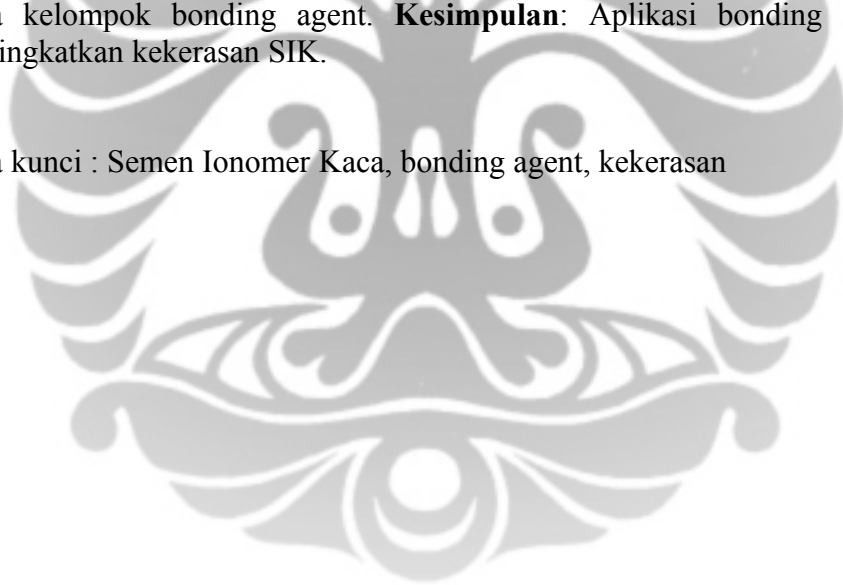 kelompok bonding agent. Kesimpulan: Aplikasi bonding
ingkatkan kekerasan SIK.
kunci : Semen Ionomer Kaca, bonding agent, kekerasan